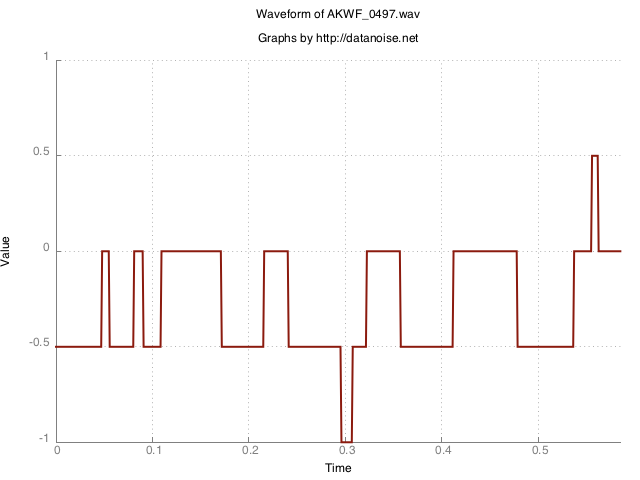 Waveform of AKWF_0497.wav
Graphs by http://datanoise.net
1
0.5
0
-0.5
-1
Value
0 0.1 0.2 0.3 0.4 0.5
Time